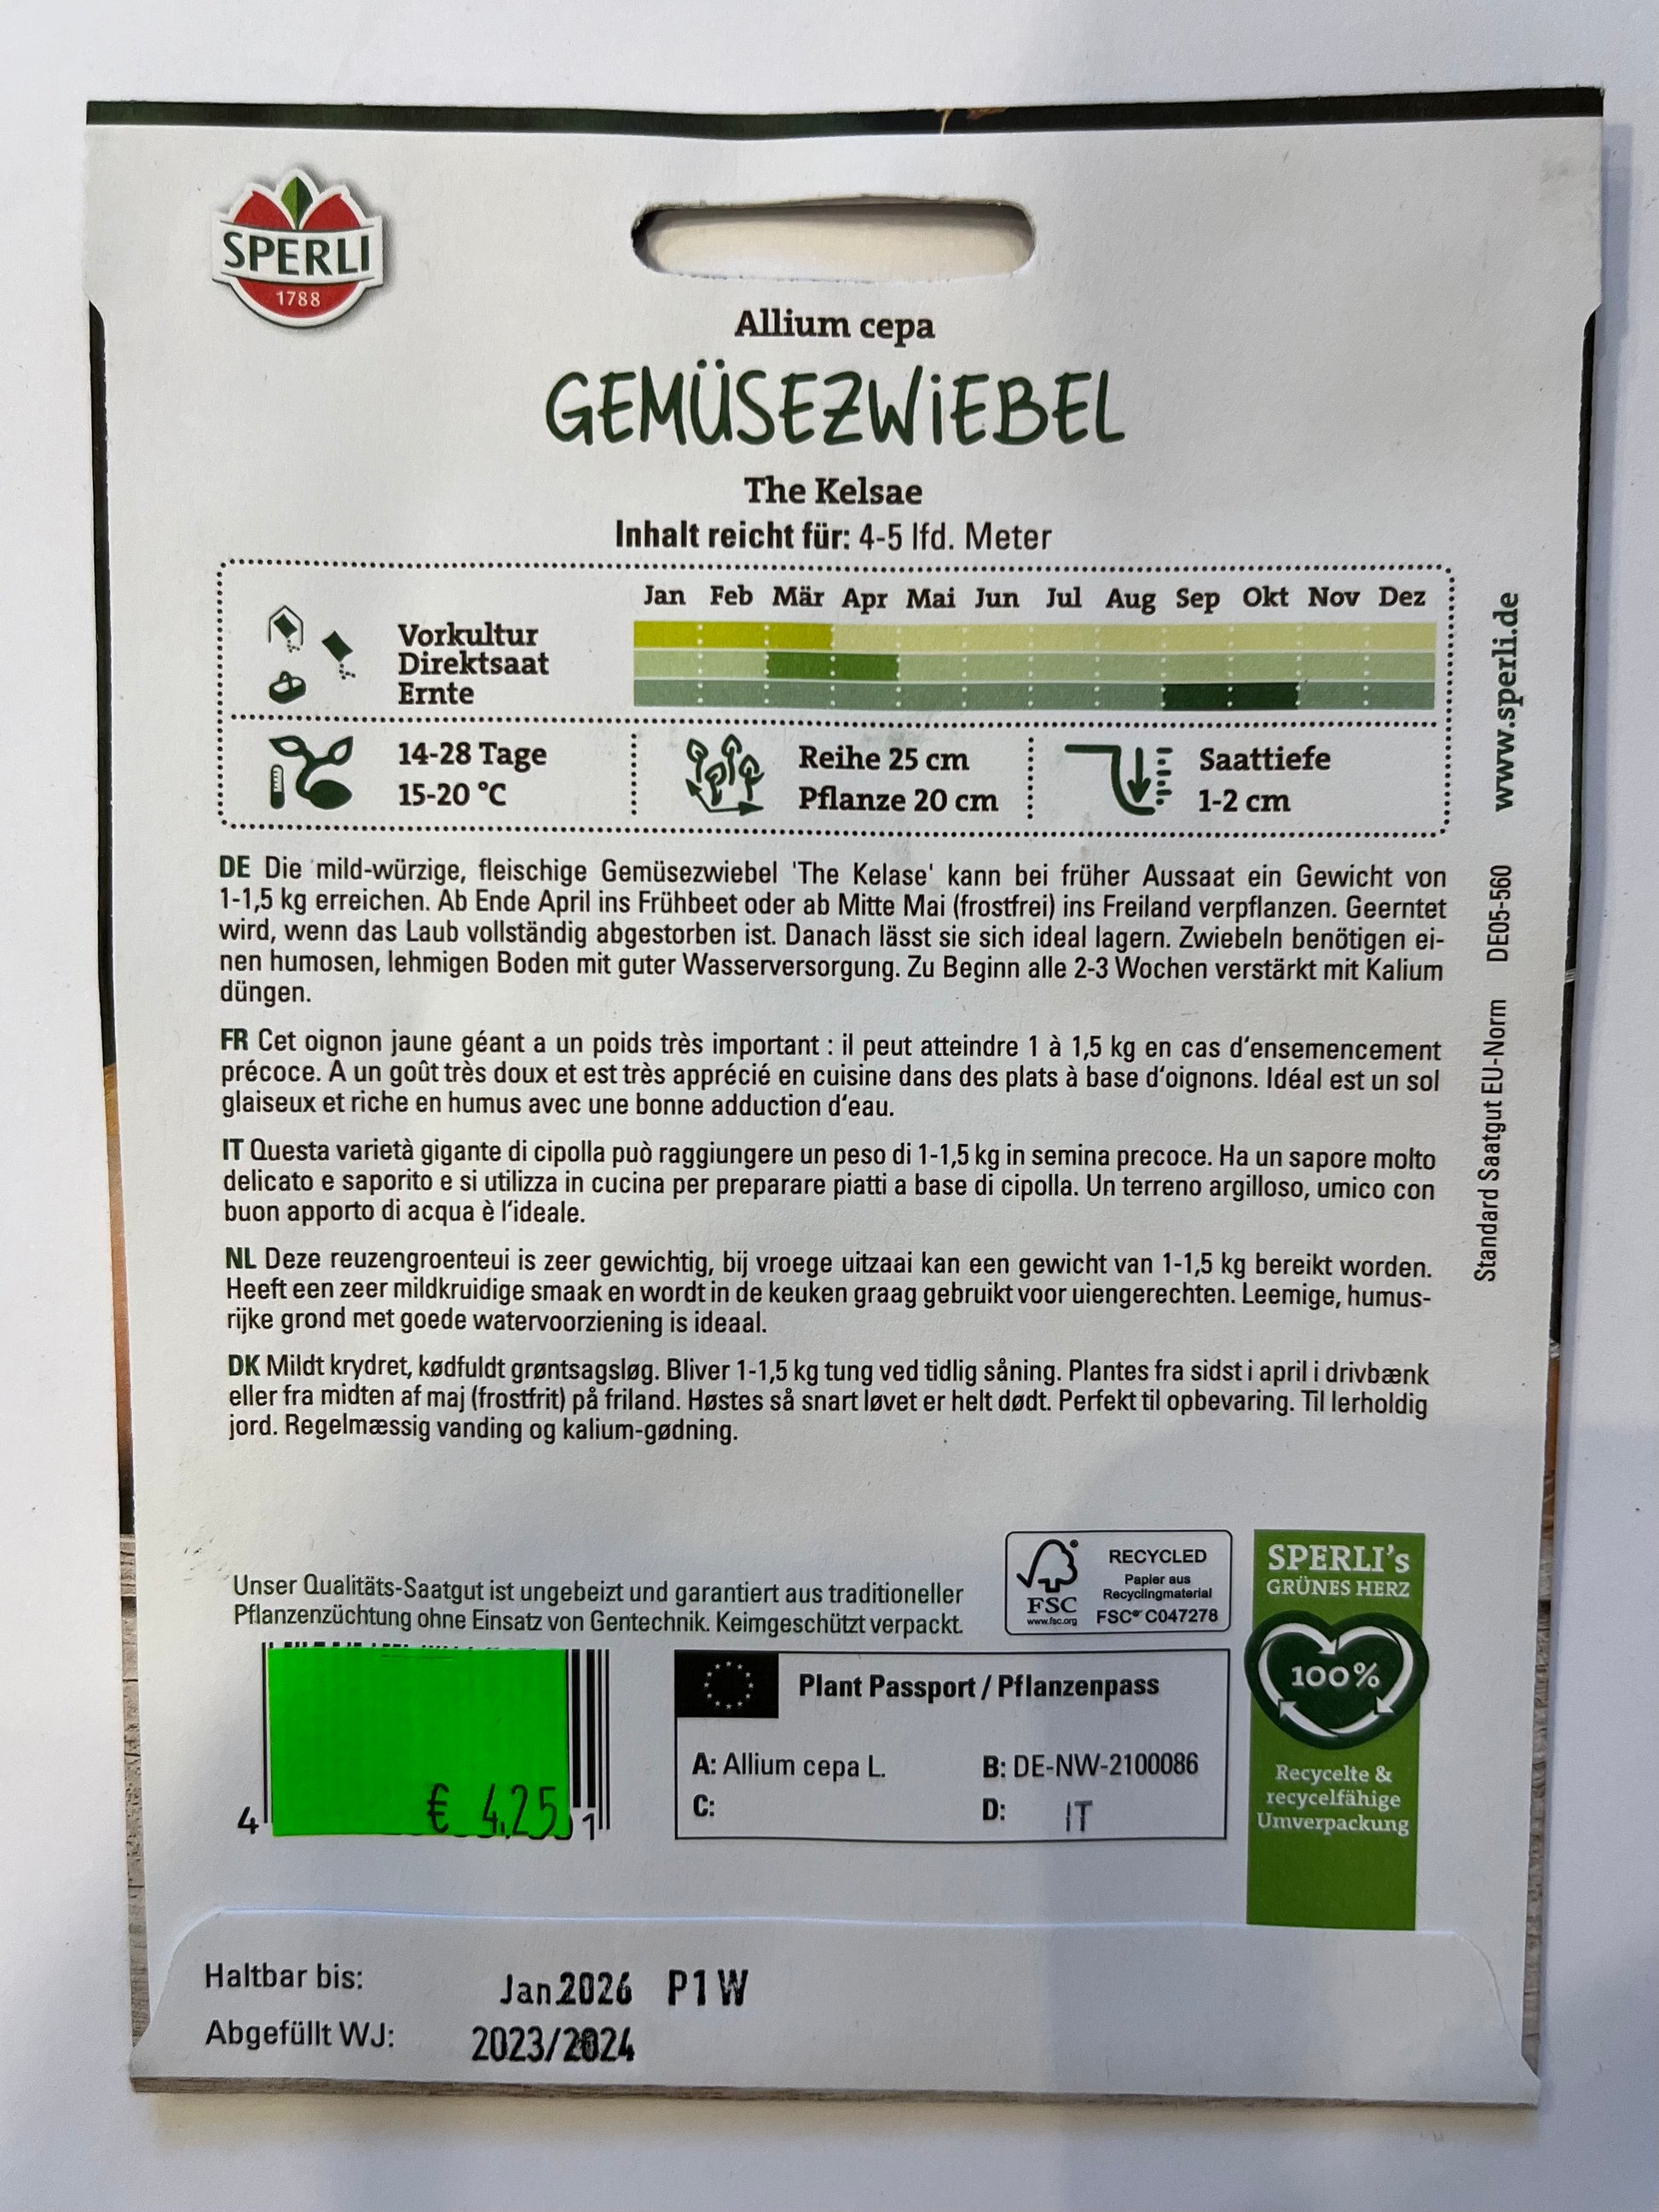 SPERLI
1788
Allium cepa
GEMÜSEZWiEBEL
The Kelsae
Inhalt reicht für: 4-5 lfd. Meter
Jan Feb Mär Apr Mai Jun Jul Aug Sep Okt Nov Dez
Vorkultur
Direktsaat
Ernte
14-28 Tage
15-20 °C
Reihe 25 cm
Pflanze 20 cm
Saattiefe
1-2 cm
www.sperli.de
DE05-560
Standard Saatgut EU-Norm
DE Die mild-würzige, fleischige Gemüsezwiebel 'The Kelase' kann bei früher Aussaat ein Gewicht von
1-1,5 kg erreichen. Ab Ende April ins Frühbeet oder ab Mitte Mai (frostfrei) ins Freiland verpflanzen. Geerntet
wird, wenn das Laub vollständig abgestorben ist. Danach lässt sie sich ideal lagern. Zwiebeln benötigen ei-
nen humosen, lehmigen Boden mit guter Wasserversorgung. Zu Beginn alle 2-3 Wochen verstärkt mit Kalium
düngen.
FR Cet oignon jaune géant a un poids très important : il peut atteindre 1 à 1,5 kg en cas d'ensemencement
précoce. A un goût très doux et est très apprécié en cuisine dans des plats à base d'oignons. Idéal est un sol
glaiseux et riche en humus avec une bonne adduction d'eau.
IT Questa varietà gigante di cipolla può raggiungere un peso di 1-1,5 kg in semina precoce. Ha un sapore molto
delicato e saporito e si utilizza in cucina per preparare piatti a base di cipolla. Un terreno argilloso, umico con
buon apporto di acqua è l'ideale.
NL Deze reuzengroenteui is zeer gewichtig, bij vroege uitzaai kan een gewicht van 1-1,5 kg bereikt worden.
Heeft een zeer mildkruidige smaak en wordt in de keuken graag gebruikt voor uiengerechten. Leemige, humus-
rijke grond met goede watervoorziening is ideaal.
DK Mildt krydret, kødfuldt grøntsagsløg. Bliver 1-1,5 kg tung ved tidlig såning. Plantes fra sidst i april i drivbænk
eller fra midten af maj (frostfrit) på friland. Høstes så snart løvet er helt dødt. Perfekt til opbevaring. Til lerholdig
jord. Regelmæssig vanding og kalium-gødning.
Unser Qualitäts-Saatgut ist ungebeizt und garantiert aus traditioneller
Pflanzenzüchtung ohne Einsatz von Gentechnik. Keimgeschützt verpackt.
FSC
www.fsc.org
RECYCLED
Papier aus
Recyclingmaterial
FSC® C047278
SPERLI's
GRÜNES HERZ
100%
Recycelte &
recycelfähige
Umverpackung
4 € 4,25 1
Plant Passport / Pflanzenpass
A: Allium cepa L. B: DE-NW-2100086
C: D: IT
Haltbar bis: Jan2026 P1W
Abgefüllt WJ: 2023/2024